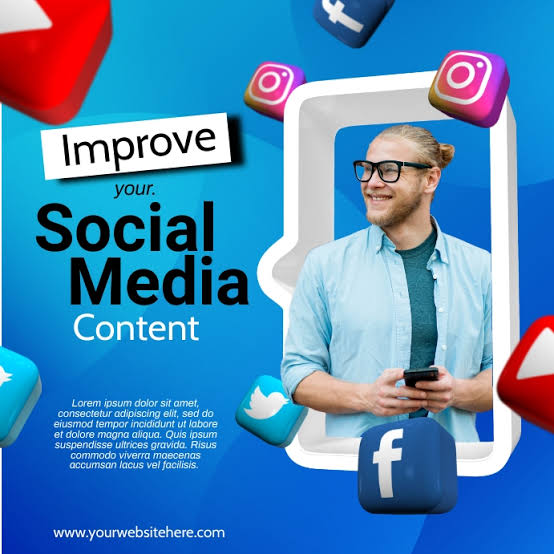 Improve
your.
Social
Media
Content
Lorem ipsum dolor sit amet,
consectetur adipiscing elit, sed do
eiusmod tempor incididunt ut labore
et dolore magna aliqua. Quis ipsum
suspendisse ultrices gravida. Risus
commodo viverra maecenas
accumsan lacus vel facilisis.
www.yourwebsitehere.com